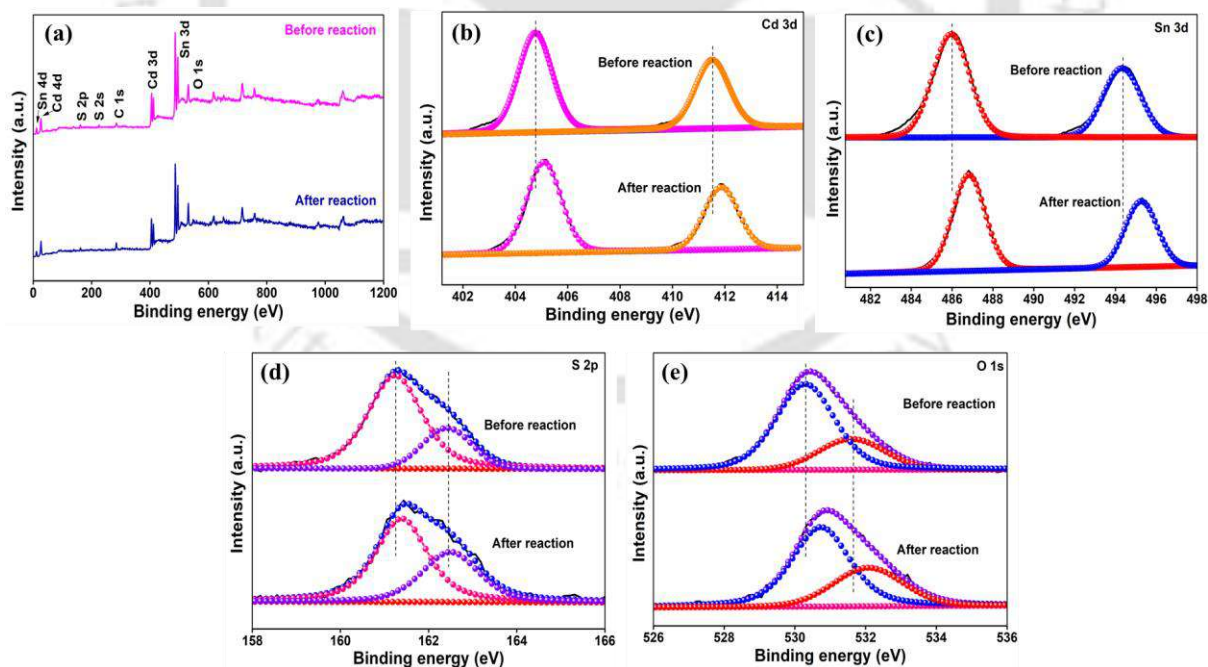 (a)
Before reaction
Sn 4d
Cd 4d
S 2p
S 2s
C 1s
Cd 3d
Sn 3d
O 1s
After reaction
Intensity (a.u.)
0 200 400 600 800 1000 1200
Binding energy (eV)
(b)
Cd 3d
Before reaction
After reaction
Intensity (a.u.)
402 404 406 408 410 412 414
Binding energy (eV)
(c)
Sn 3d
Before reaction
After reaction
Intensity (a.u.)
482 484 486 488 490 492 494 496 498
Binding energy (eV)
(d)
S 2p
Before reaction
After reaction
Intensity (a.u.)
158 160 162 164 166
Binding energy (eV)
(e)
O 1s
Before reaction
After reaction
Intensity (a.u.)
526 528 530 532 534 536
Binding energy (eV)